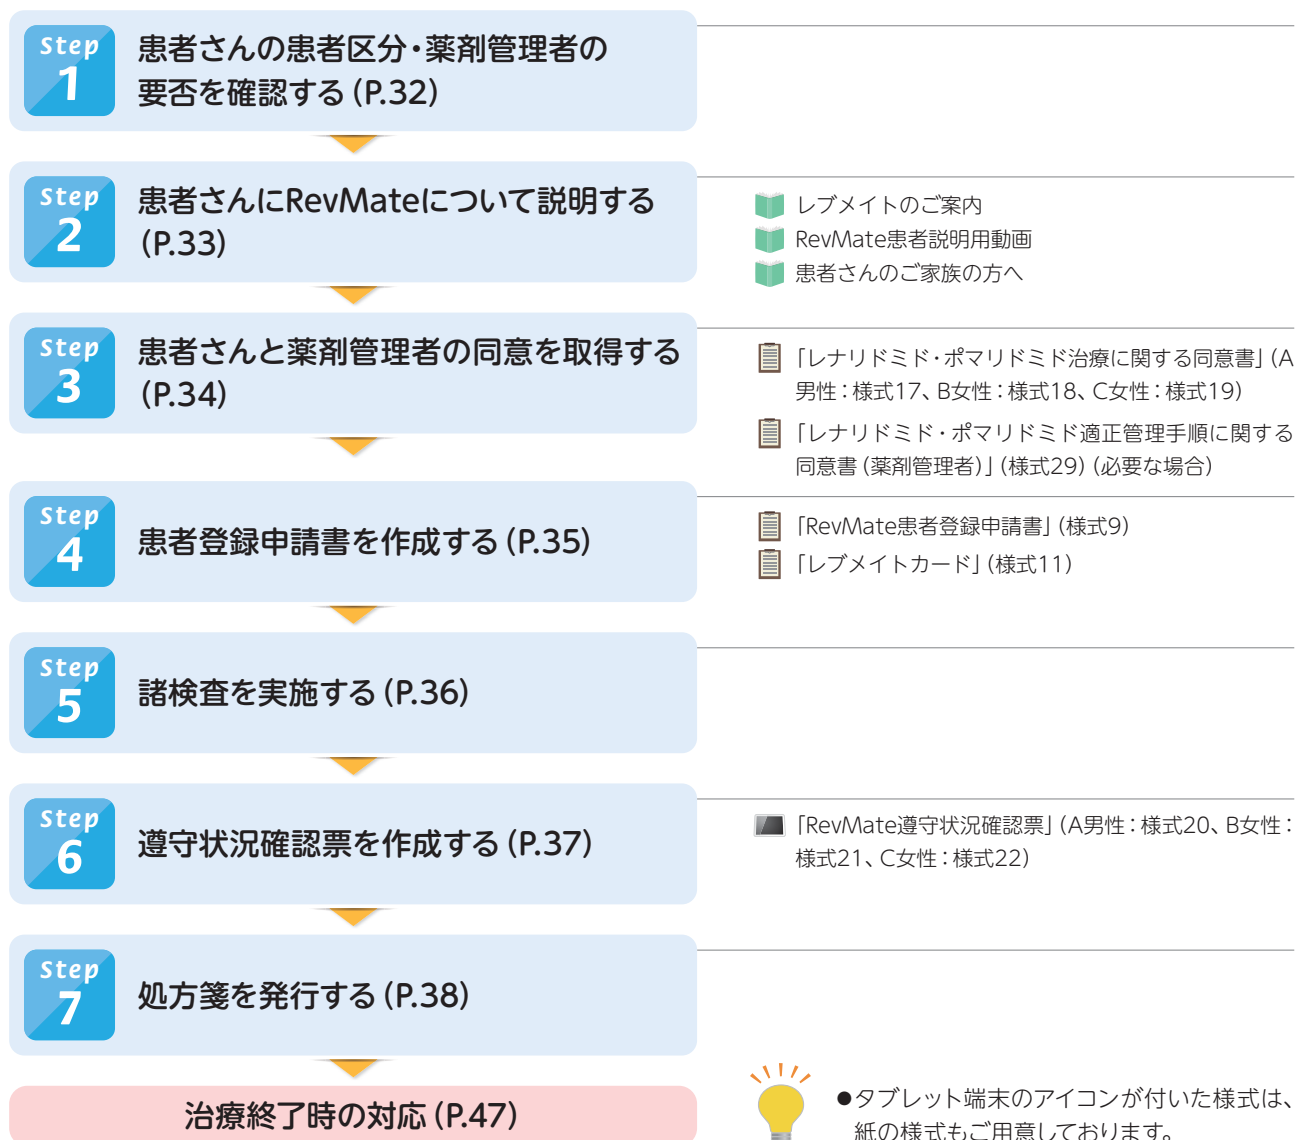 Step
1
患者さんの患者区分・薬剤管理者の
要否を確認する（P.32）
Step
2
患者さんにRevMateについて説明する
（P.33）
レブメイトのご案内
RevMate患者説明用動画
患者さんのご家族の方へ
Step
3
患者さんと薬剤管理者の同意を取得する
（P.34）
「レナリドミド・ポマリドミド治療に関する同意書」（A
男性：様式17、B女性：様式18、C女性：様式19）
「レナリドミド・ポマリドミド適正管理手順に関する
同意書（薬剤管理者）」（様式29）（必要な場合）
Step
4
患者登録申請書を作成する（P.35）
「RevMate患者登録申請書」（様式9）
「レブメイトカード」（様式11）
Step
5
諸検査を実施する（P.36）
Step
6
遵守状況確認票を作成する（P.37）
「RevMate遵守状況確認票」（A男性：様式20、B女性：
様式21、C女性：様式22）
Step
7
処方箋を発行する（P.38）
治療終了時の対応（P.47）
●タブレット端末のアイコンが付いた様式は、
紙の様式もご用意しております。